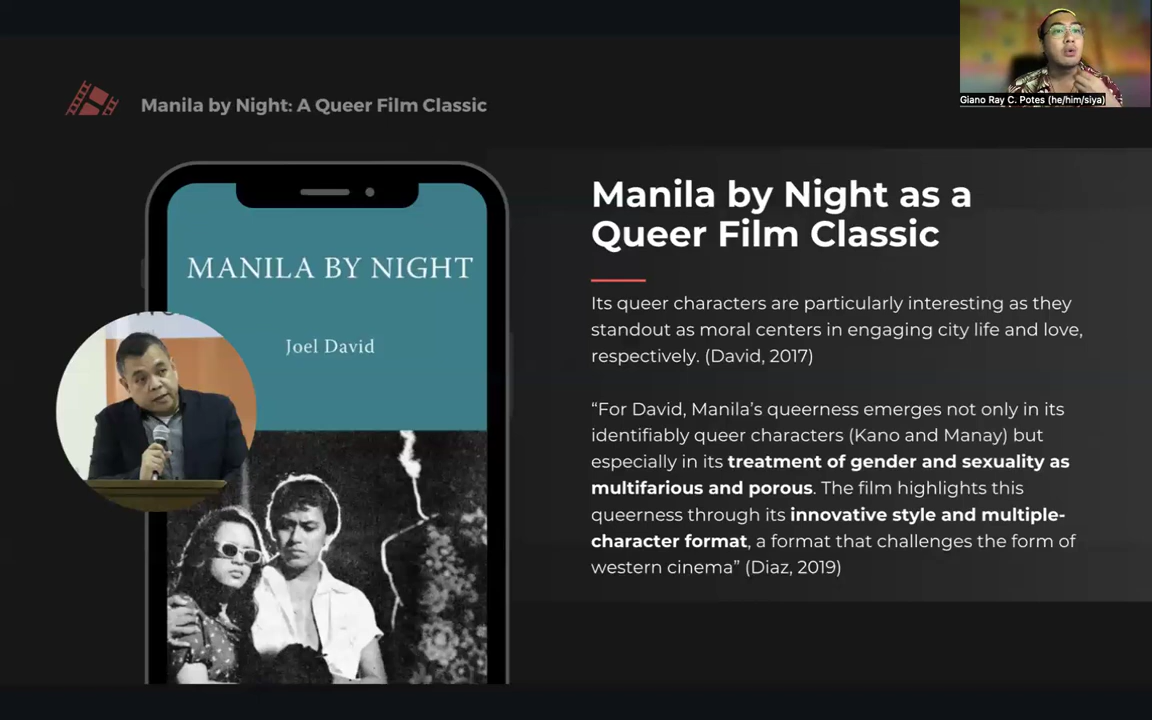 Giano Ray C. Potes (he/him/siya)
Manila by Night: A Queer Film Classic
MANILA BY NIGHT
Joel David
Manila by Night as a
Queer Film Classic
Its queer characters are particularly interesting as they
standout as moral centers in engaging city life and love,
respectively. (David, 2017)
“For David, Manila’s queerness emerges not only in its
identifiably queer characters (Kano and Manay) but
especially in its treatment of gender and sexuality as
multifarious and porous. The film highlights this
queerness through its innovative style and multiple-
character format, a format that challenges the form of
western cinema” (Diaz, 2019)